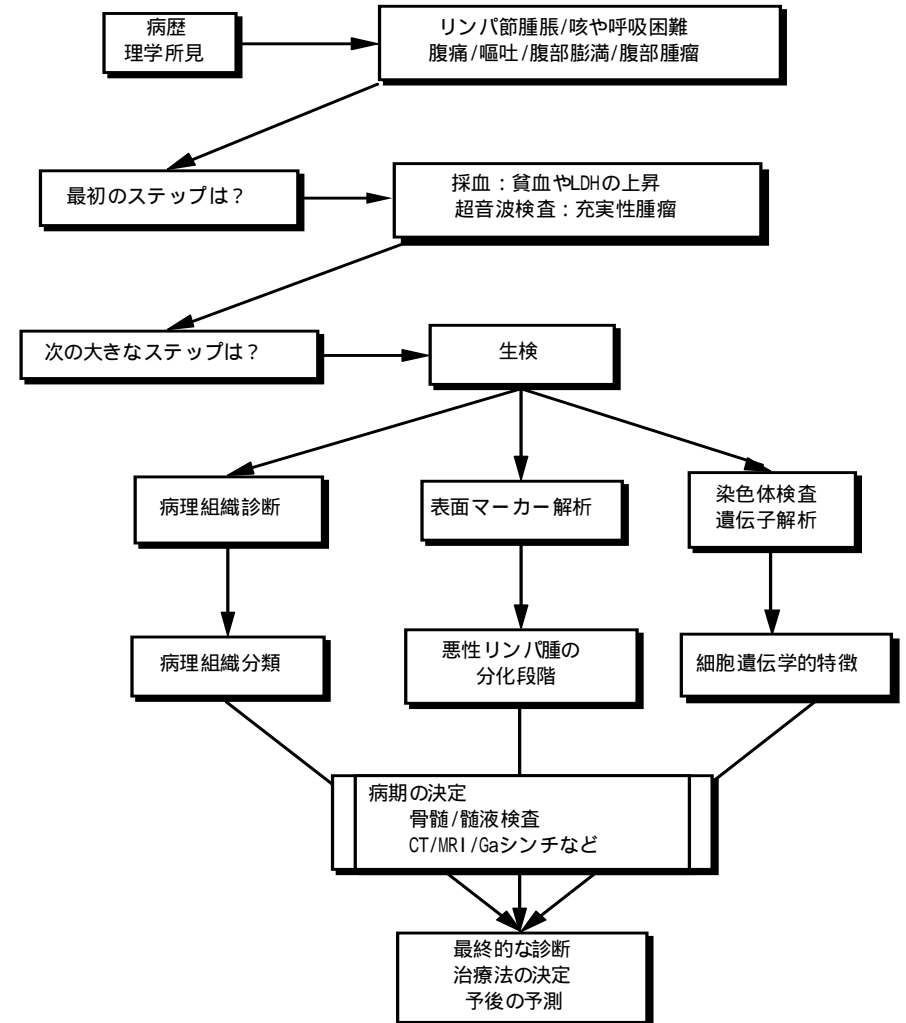 病歴
理学所見
リンパ節腫脹/咳や呼吸困難
腹痛/嘔吐/腹部膨満/腹部腫瘤
最初のステップは？
採血：貧血やLDHの上昇
超音波検査：充実性腫瘤
次の大きなステップは？
生検
病理組織診断
表面マーカー解析
染色体検査
遺伝子解析
病理組織分類
悪性リンパ腫の
分化段階
細胞遺伝学的特徴
病期の決定
骨髄/髄液検査
CT/MRI/Gaシンチなど
最終的な診断
治療法の決定
予後の予測